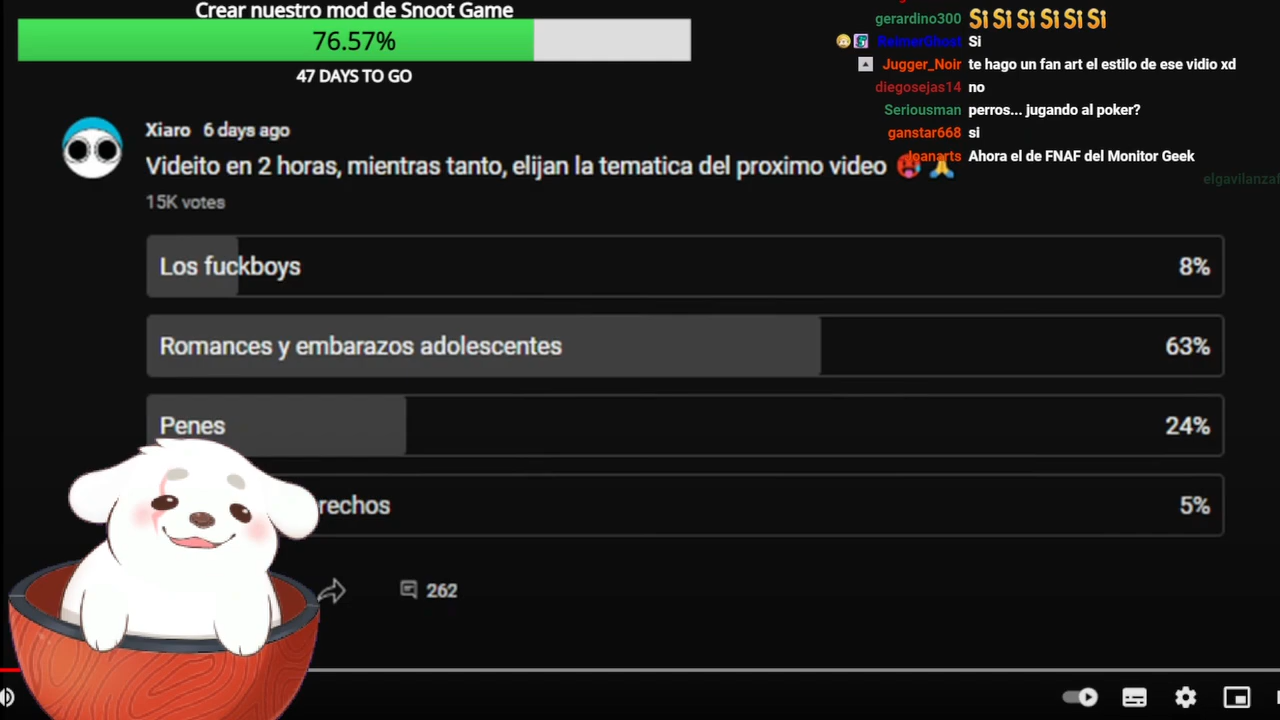 Crear nuestro mod de Snoot Game
76.57%
47 DAYS TO GO
gerardino300 Si Si Si Si Si Si
ReimerGhost Si
Jugger_Noir te hago un fan art el estilo de ese vidio xd
diegosejas14 no
Seriousman perros... jugando al poker?
ganstar668 si
Joanarts Ahora el de FNAF del Monitor Geek
Xiaro 6 days ago
Videito en 2 horas, mientras tanto, elijan la tematica del proximo video
15K votes
Los fuckboys 8%
Romances y embarazos adolescentes 63%
Penes 24%
rechos 5%
262